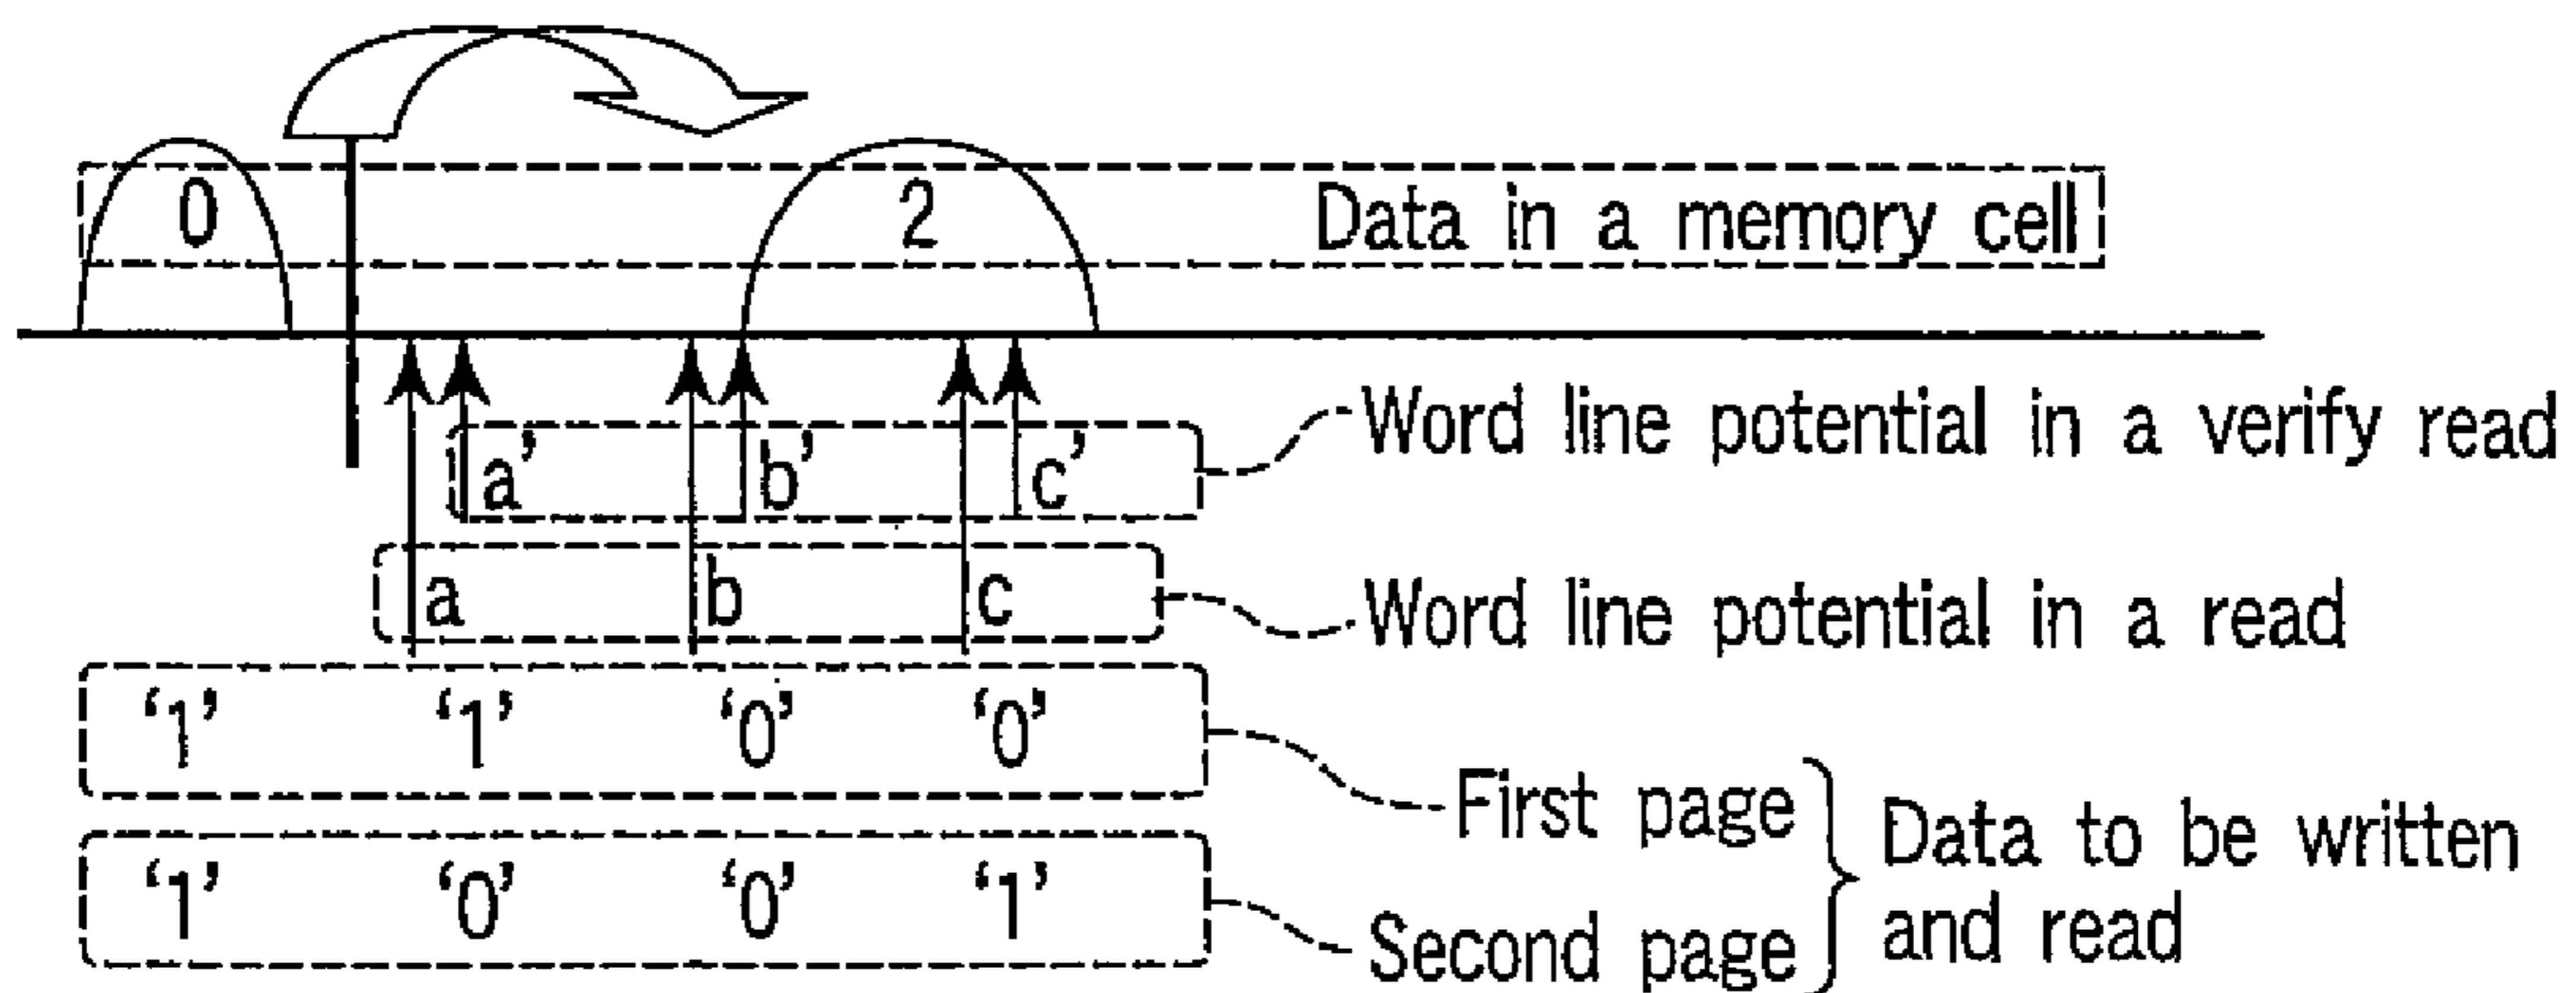 0 2 Data in a memory cell
a’ b’ c’ Word line potential in a verify read
a b c Word line potential in a read
‘1’ ‘1’ ‘0’ ‘0’
First page
‘1’ ‘0’ ‘0’ ‘1’
Second page
Data to be written
and read